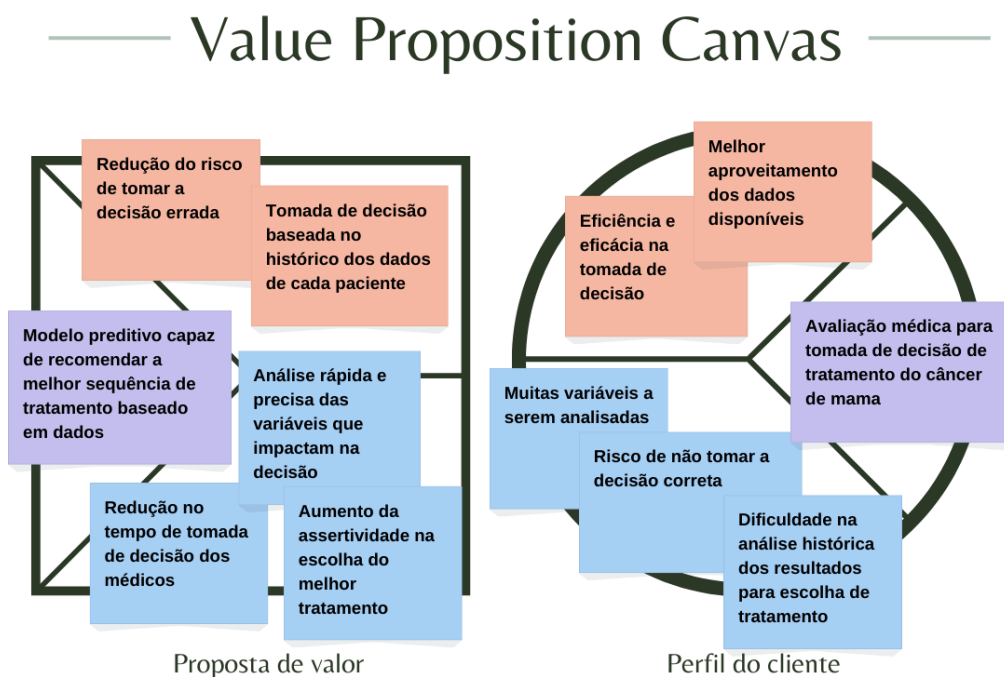 Value Proposition Canvas
Redução do risco
de tomar a
decisão errada
Tomada de decisão
baseada no
histórico dos dados
de cada paciente
Modelo preditivo capaz
de recomendar a
melhor sequência de
tratamento baseado
em dados
Análise rápida e
precisa das
variáveis que
impactam na
decisão
Redução no
tempo de tomada
de decisão dos
médicos
Aumento da
assertividade na
escolha do
melhor
tratamento
Proposta de valor
Melhor
aproveitamento
dos dados
disponíveis
Eficiência e
eficácia na
tomada de
decisão
Avaliação médica para
tomada de decisão de
tratamento do câncer
de mama
Muitas variáveis a
serem analisadas
Risco de não tomar a
decisão correta
Dificuldade na
análise histórica
dos resultados
para escolha de
tratamento
Perfil do cliente